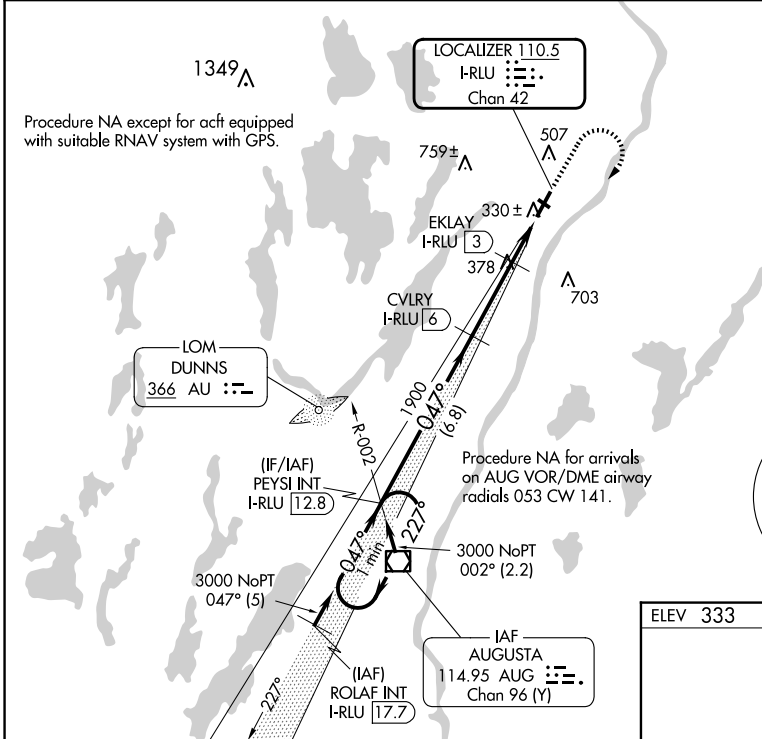 LOCALIZER 110.5
I-RLU
Chan 42
1349
Procedure NA except for acft equipped
with suitable RNAV system with GPS.
507
759±
330±
EKLAY
I-RLU 3
378
703
CVLRY
I-RLU 6
LOM
DUNNS
366 AU
1900
047°
(6.8)
R-002
(IF/IAF)
PEYSI INT
I-RLU 12.8
Procedure NA for arrivals
on AUG VOR/DME airway
radials 053 CW 141.
227°
047°
1 min
3000 NoPT
002° (2.2)
3000 NoPT
047° (5)
IAF
AUGUSTA
114.95 AUG
Chan 96 (Y)
(IAF)
ROLAF INT
I-RLU 17.7
227°
ELEV 333